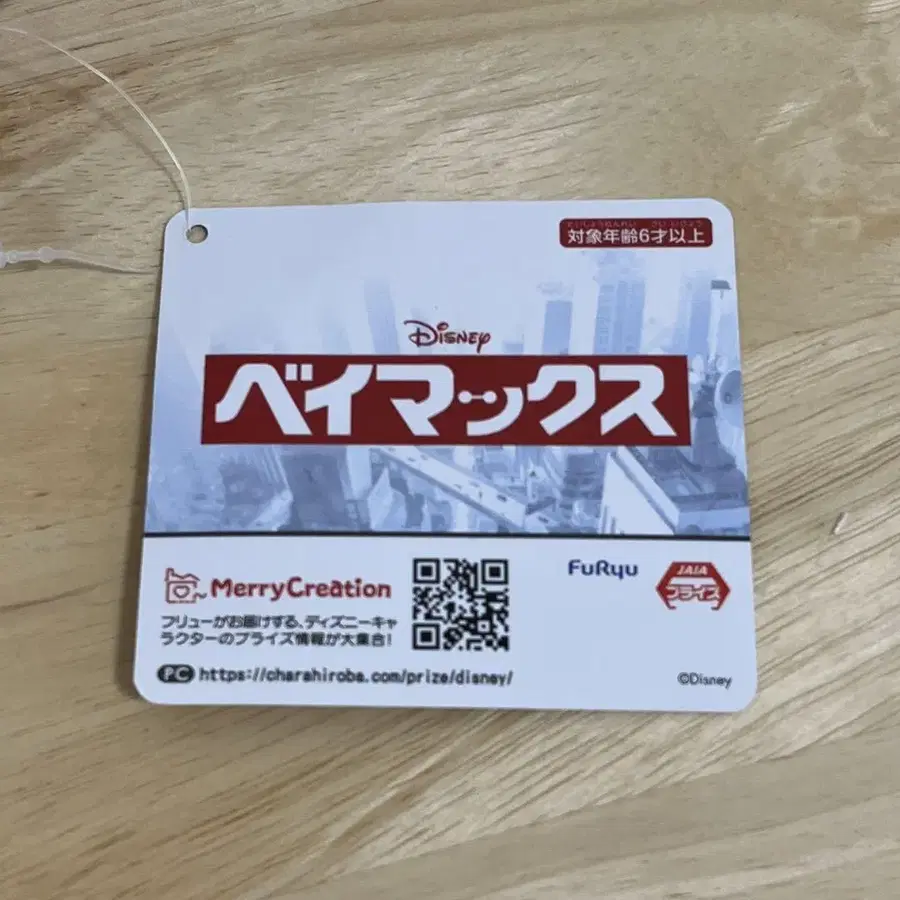 対象年齢6才以上
Disney
ベイマックス
MerryCreation
フリューがお届けする、ディズニーキャ
ラクターのプライズ情報が大集合!
PC https://charahiroba.com/prize/disney/
FuRyu
JAIA
プライズ
©Disney